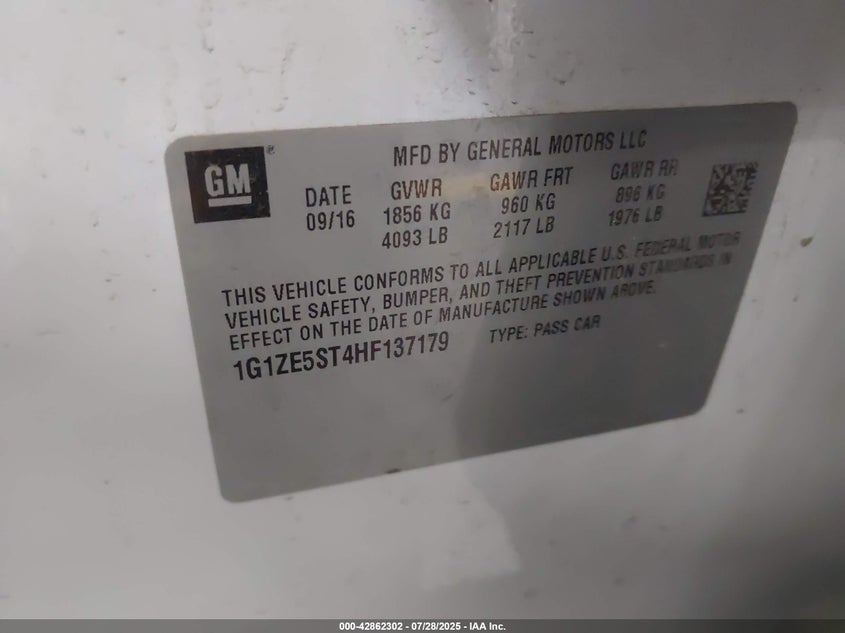 GM®
MFD BY GENERAL MOTORS LLC
DATE GVWR GAWR FRT GAWR RR
09/16 1856 KG 960 KG 896 KG
4093 LB 2117 LB 1976 LB
THIS VEHICLE CONFORMS TO ALL APPLICABLE U.S. FEDERAL MOTOR
VEHICLE SAFETY, BUMPER, AND THEFT PREVENTION STANDARDS IN
EFFECT ON THE DATE OF MANUFACTURE SHOWN ABOVE.
1G1ZE5ST4HF137179 TYPE: PASS CAR
000-42862302 | 07/28/2025 - IAA Inc.